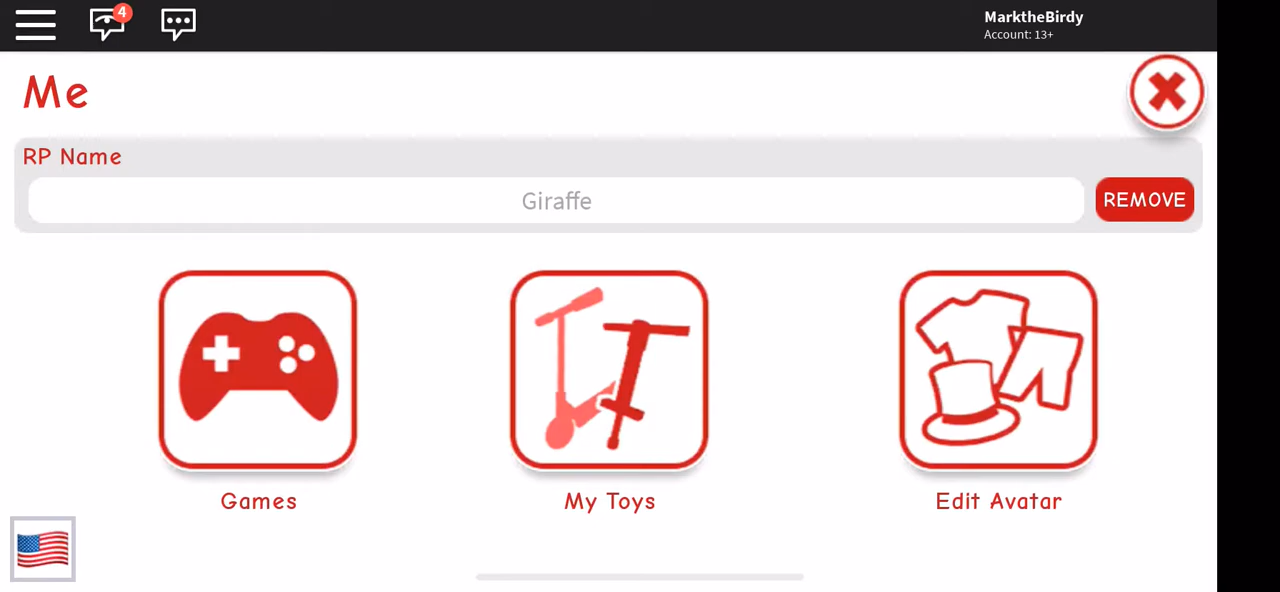 4
MarktheBirdy
Account: 13+
Me
RP Name
Giraffe
REMOVE
Games
My Toys
Edit Avatar